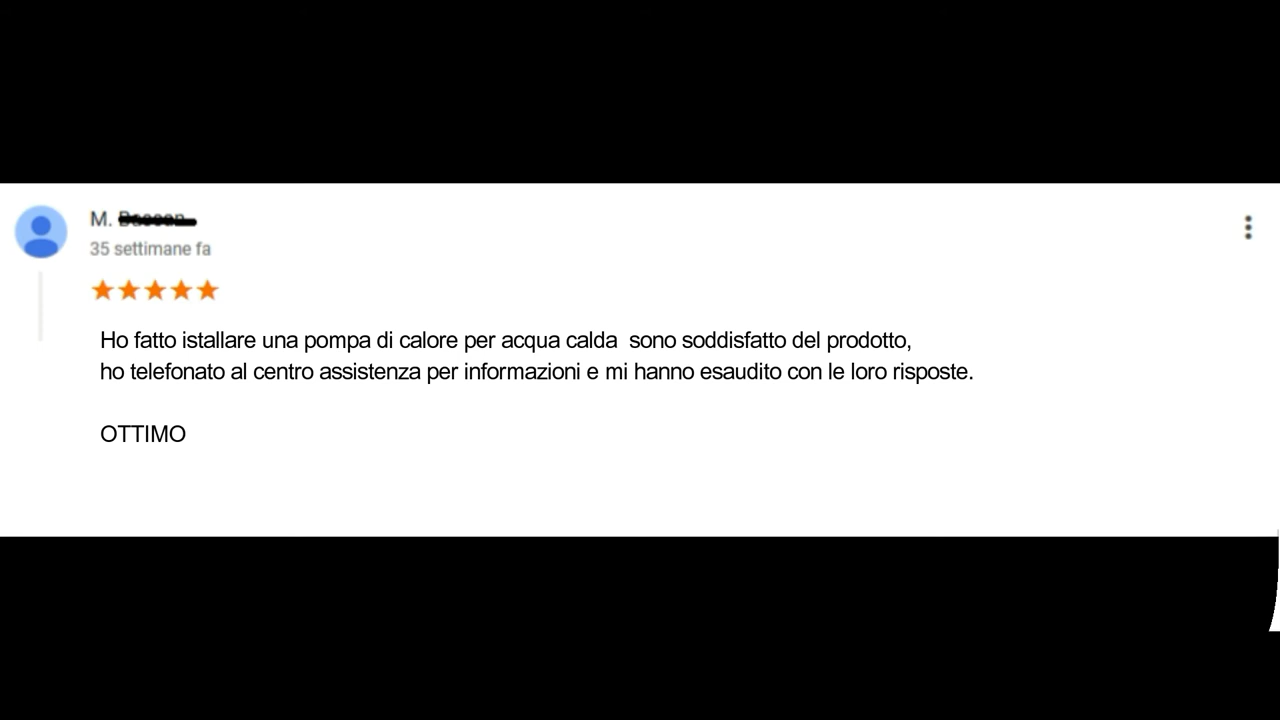 M.
35 settimane fa
Ho fatto istallare una pompa di calore per acqua calda  sono soddisfatto del prodotto,
ho telefonato al centro assistenza per informazioni e mi hanno esaudito con le loro risposte.
OTTIMO